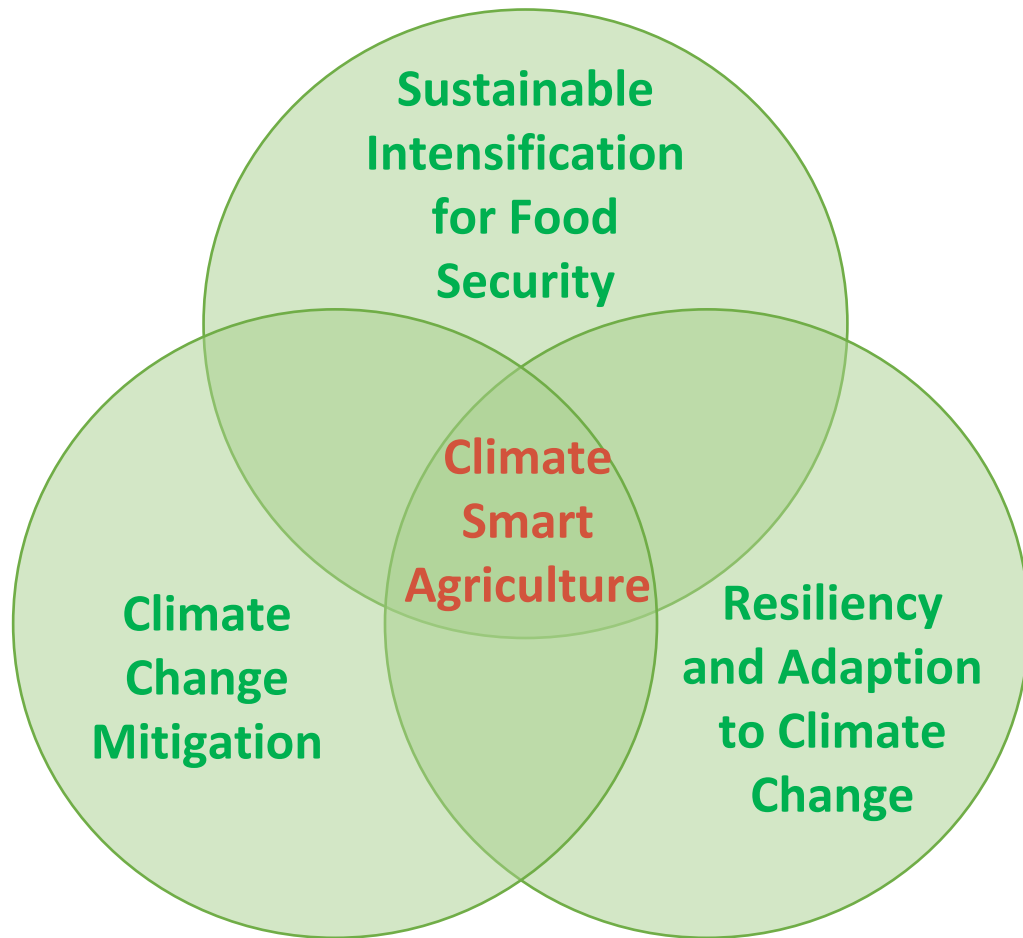 Sustainable
Intensification
for Food
Security
Climate
Smart
Agriculture
Climate
Change
Mitigation
Resiliency
and Adaption
to Climate
Change